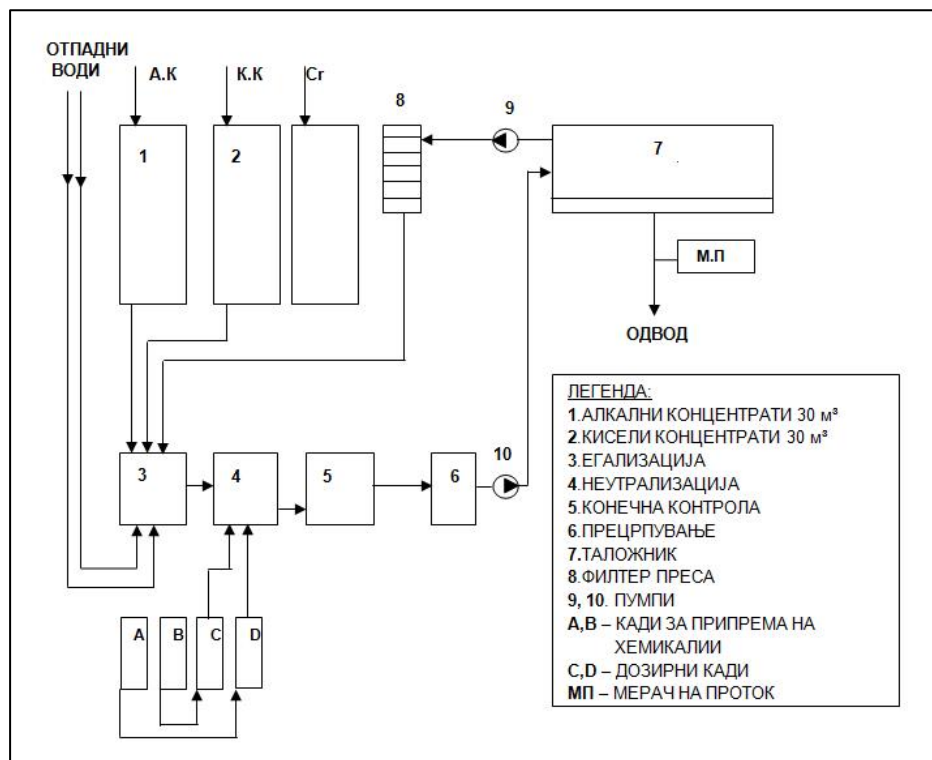 ОТПАДНИ
ВОДИ
А.К
К.К
Cr
8
9
1
2
7
М.П
ОДВОД
3
4
5
6
10
A
B
C
D
ЛЕГЕНДА:
1.АЛКАЛНИ КОНЦЕНТРАТИ 30 м³
2.КИСЕЛИ КОНЦЕНТРАТИ 30 м³
3.ЕГАЛИЗАЦИЈА
4.НЕУТРАЛИЗАЦИЈА
5.КОНЕЧНА КОНТРОЛА
6.ПРЕЦРПУВАЊЕ
7.ТАЛОЖНИК
8.ФИЛТЕР ПРЕСА
9, 10. ПУМПИ
A,B – КАДИ ЗА ПРИПРЕМА НА
ХЕМИКАЛИИ
C,D – ДОЗИРНИ КАДИ
МП – МЕРАЧ НА ПРОТОК